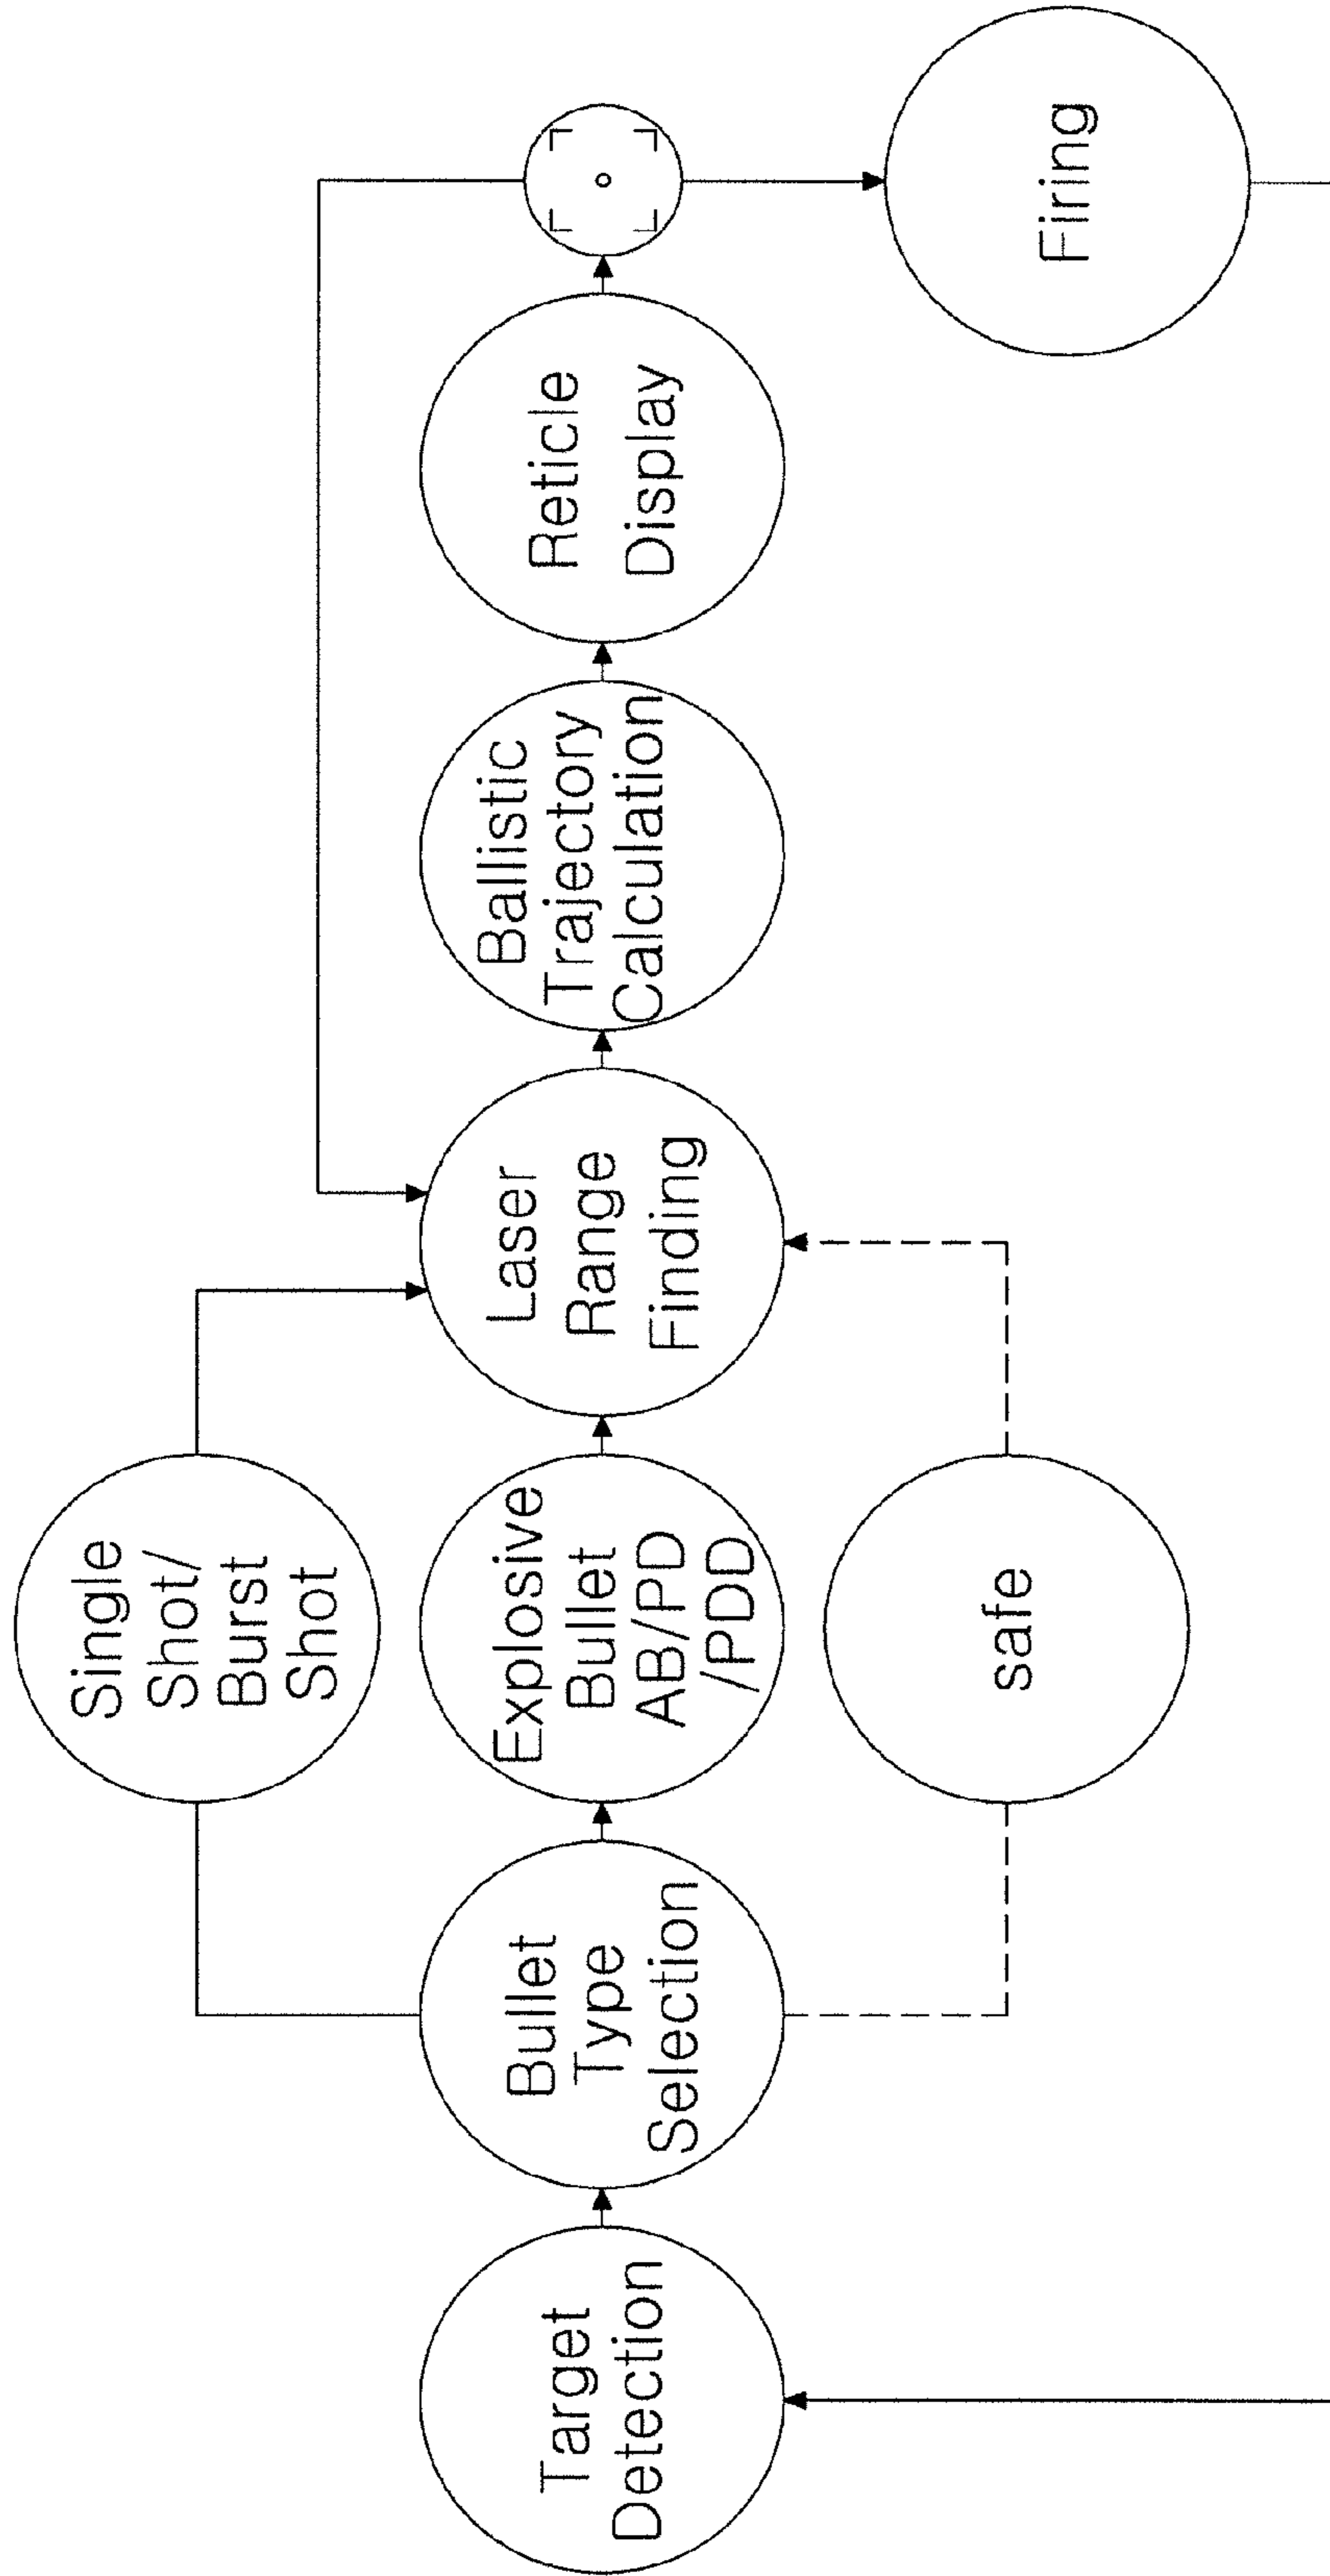 Target
Detection
Bullet
Type
Selection
Single
Shot/
Burst
Shot
Explosive
Bullet
AB/PD
/PDD
safe
Laser
Range
Finding
Ballistic
Trajectory
Calculation
Reticle
Display
Firing